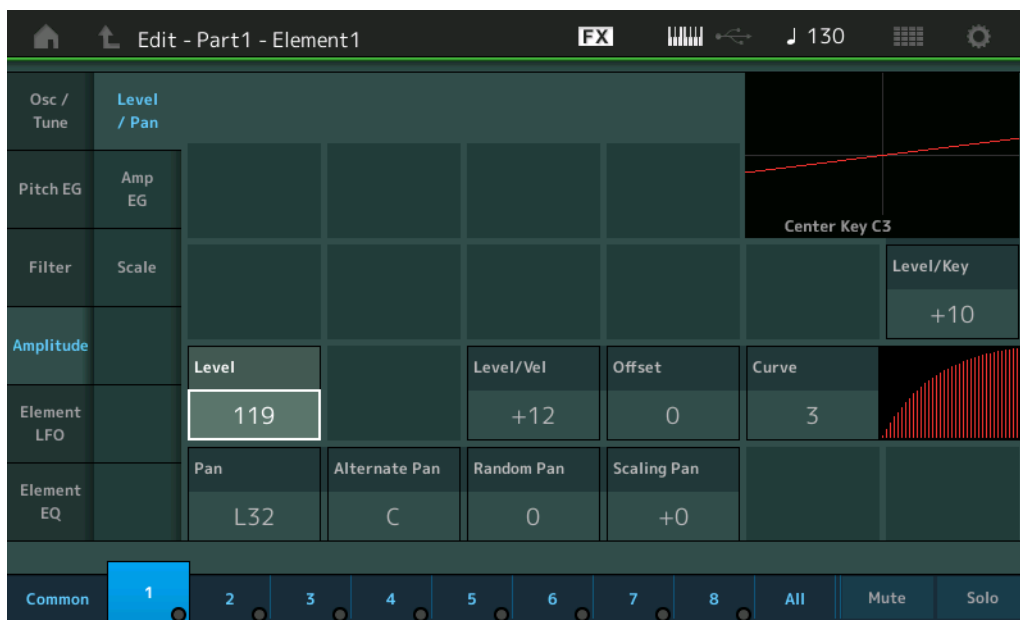 Edit - Part1 - Element1 FX ♩ 130
Osc /
Tune
Level
/ Pan
Pitch EG
Amp
EG
Center Key C3
Filter
Scale
Level/Key
+10
Amplitude
Level
Level/Vel
Offset
Curve
119
+12
0
3
Element
LFO
Pan
Alternate Pan
Random Pan
Scaling Pan
L32
C
0
+0
Element
EQ
Common 1 2 3 4 5 6 7 8 All Mute Solo